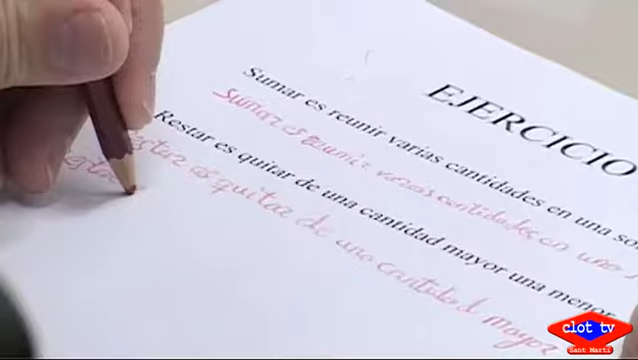 EJERCICIO
Sumar es reunir varias cantidades en una so
Sumar es reunir varias cantidades en una
Restar es quitar de una cantidad mayor una menor
Restar es quitar de una cantidad mayor
clot tv
Sant Martí